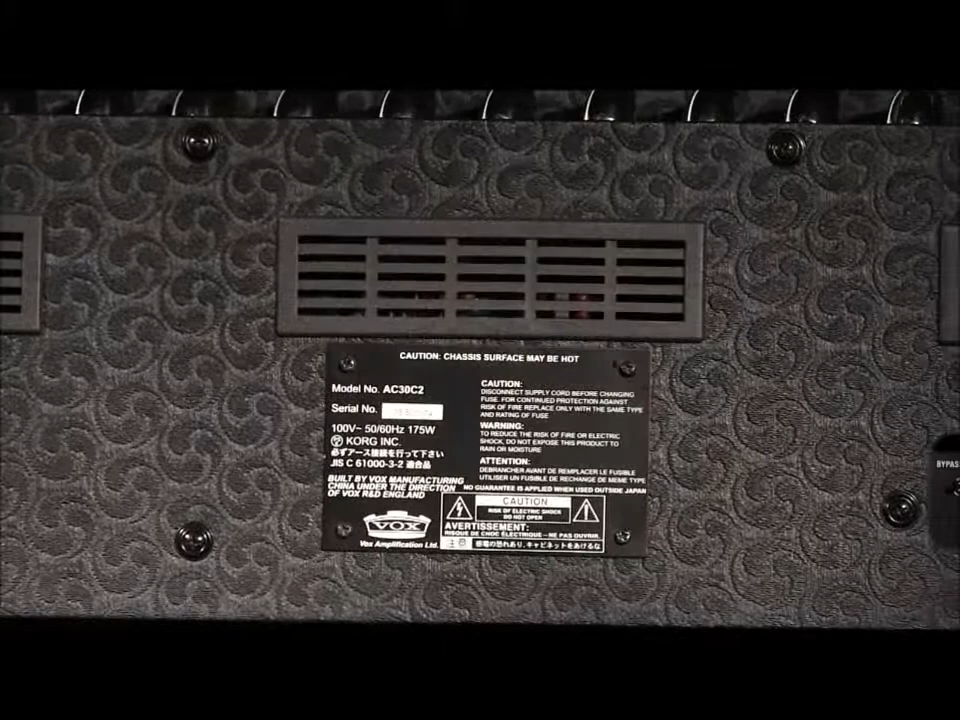 CAUTION: CHASSIS SURFACE MAY BE HOT
Model No. AC30C2
Serial No.
100V~ 50/60Hz 175W
KORG INC.
必ずアース接続を行って下さい
JIS C 61000-3-2 適合品
BUILT BY VOX MANUFACTURING
CHINA UNDER THE DIRECTION
OF VOX R&D ENGLAND
VOX
Vox Amplification Ltd.
CAUTION:
DISCONNECT SUPPLY CORD BEFORE CHANGING
FUSE. FOR CONTINUED PROTECTION AGAINST
RISK OF FIRE REPLACE ONLY WITH THE SAME TYPE
AND RATING OF FUSE
WARNING:
TO REDUCE THE RISK OF FIRE OR ELECTRIC
SHOCK, DO NOT EXPOSE THIS PRODUCT TO
RAIN OR MOISTURE
ATTENTION:
DEBRANCHER AVANT DE REMPLACER LE FUSIBLE
UTILISER UN FUSIBLE DE RECHANGE DE MEME TYPE
NO GUARANTEE IS APPLIED WHEN USED OUTSIDE JAPAN
CAUTION
RISK OF ELECTRIC SHOCK
DO NOT OPEN
AVERTISSEMENT:
RISQUE DE CHOC ELECTRIQUE - NE PAS OUVRIR.
注意 感電の恐れあり、キャビネットをあけるな
BYPAS